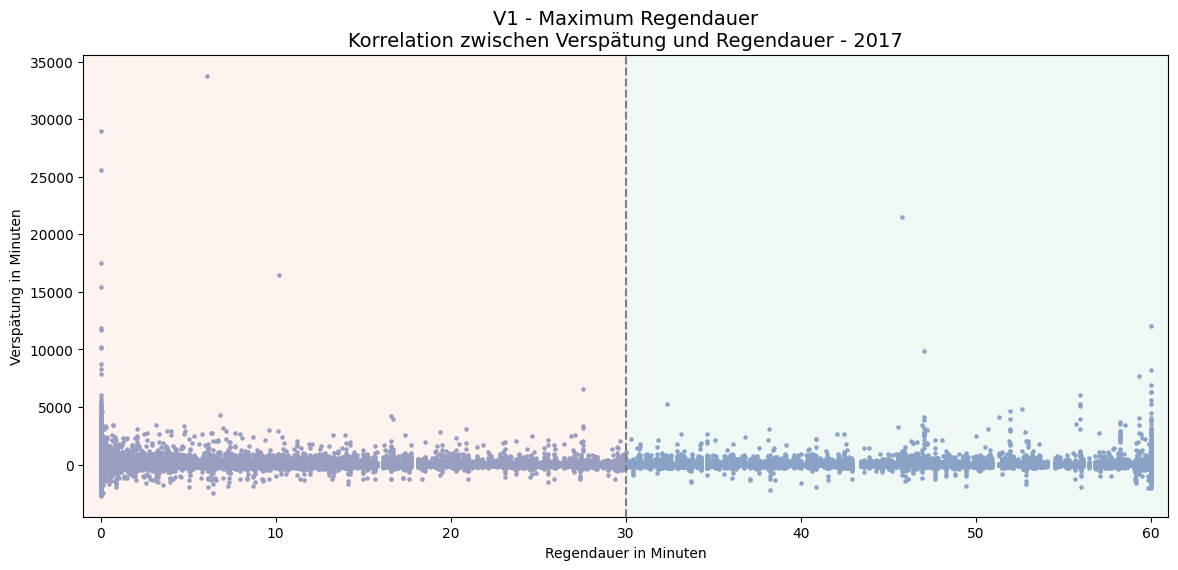 V1 - Maximum Regendauer
Korrelation zwischen Verspätung und Regendauer - 2017
Verspätung in Minuten
35000
30000
25000
20000
15000
10000
5000
0
0 10 20 30 40 50 60
Regendauer in Minuten